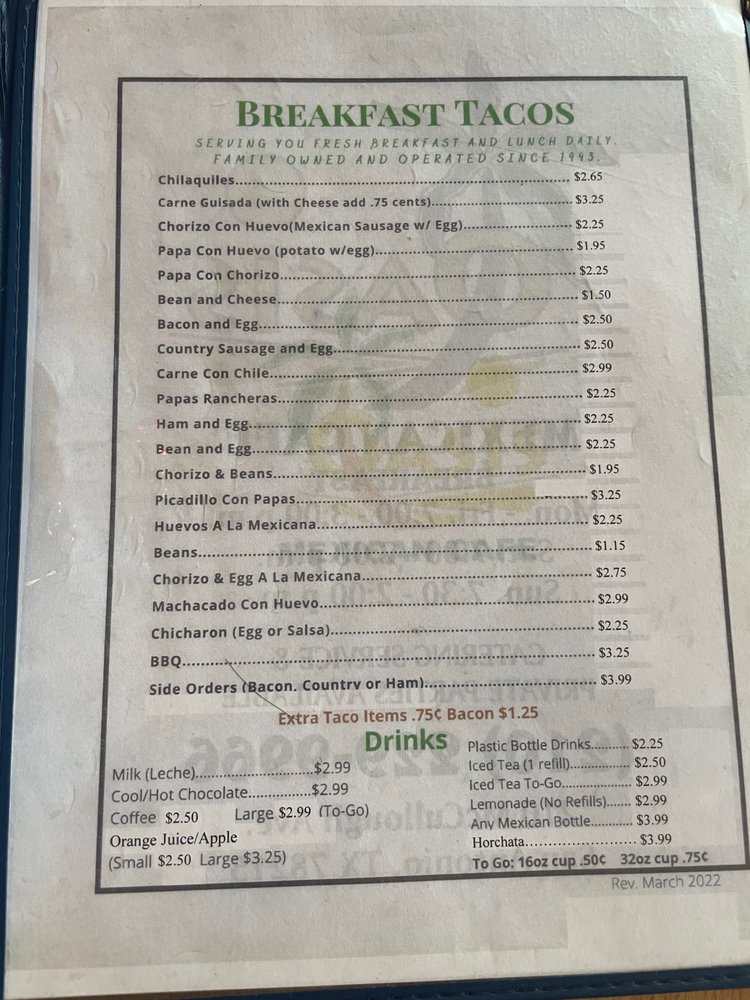 BREAKFAST TACOS
SERVING YOU FRESH BREAKFAST AND LUNCH DAILY.
FAMILY OWNED AND OPERATED SINCE 1993.
Chilaquiles.......... $2.65
Carne Guisada (with Cheese add .75 cents).......... $3.25
Chorizo Con Huevo(Mexican Sausage w/ Egg).......... $2.25
Papa Con Huevo (potato w/egg).......... $1.95
Papa Con Chorizo.......... $2.25
Bean and Cheese.......... $1.50
Bacon and Egg.......... $2.50
Country Sausage and Egg.......... $2.50
Carne Con Chile.......... $2.99
Papas Rancheras.......... $2.25
Ham and Egg.......... $2.25
Bean and Egg.......... $2.25
Chorizo & Beans.......... $1.95
Picadillo Con Papas.......... $3.25
Huevos A La Mexicana.......... $2.25
Beans.......... $1.15
Chorizo & Egg A La Mexicana.......... $2.75
Machacado Con Huevo.......... $2.99
Chicharon (Egg or Salsa).......... $2.25
BBQ.......... $3.25
Side Orders (Bacon, Country or Ham).......... $3.99
Extra Taco Items .75¢ Bacon $1.25
Drinks
Milk (Leche)..........$2.99
Cool/Hot Chocolate..........$2.99
Coffee $2.50 Large $2.99 (To-Go)
Orange Juice/Apple
(Small $2.50 Large $3.25)
Plastic Bottle Drinks.......... $2.25
Iced Tea (1 refill).......... $2.50
Iced Tea To-Go.......... $2.99
Lemonade (No Refills)....... $2.99
Any Mexican Bottle.......... $3.99
Horchata.......... $3.99
To Go: 16oz cup .50¢ 32oz cup .75¢
Rev. March 2022